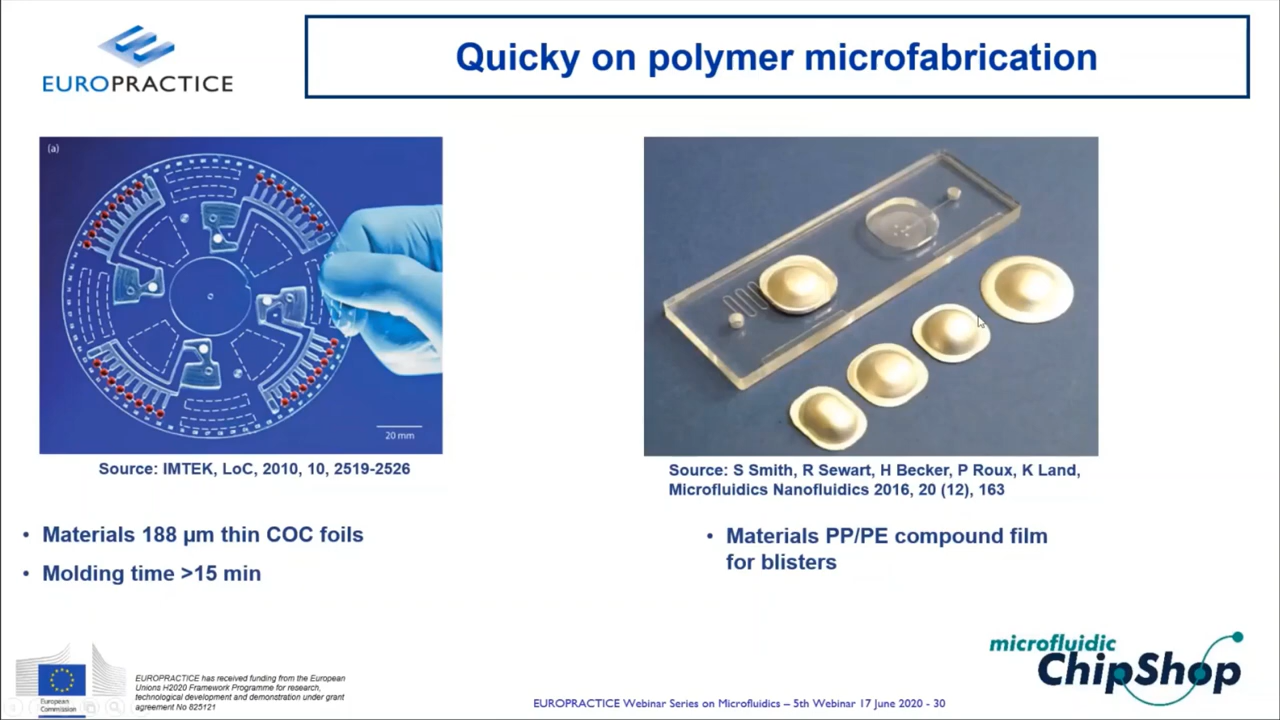 EUROPRACTICE
Quicky on polymer microfabrication
(a)
20 mm
Source: IMTEK, LoC, 2010, 10, 2519-2526
Source: S Smith, R Sewart, H Becker, P Roux, K Land,
Microfluidics Nanofluidics 2016, 20 (12), 163
• Materials 188 µm thin COC foils
• Molding time >15 min
• Materials PP/PE compound film
for blisters
European
Commission
EUROPRACTICE has received funding from the European
Unions H2020 Framework Programme for research,
technological development and demonstration under grant
agreement No 825121
EUROPRACTICE Webinar Series on Microfluidics – 5th Webinar 17 June 2020 - 30
microfluidic
ChipShop